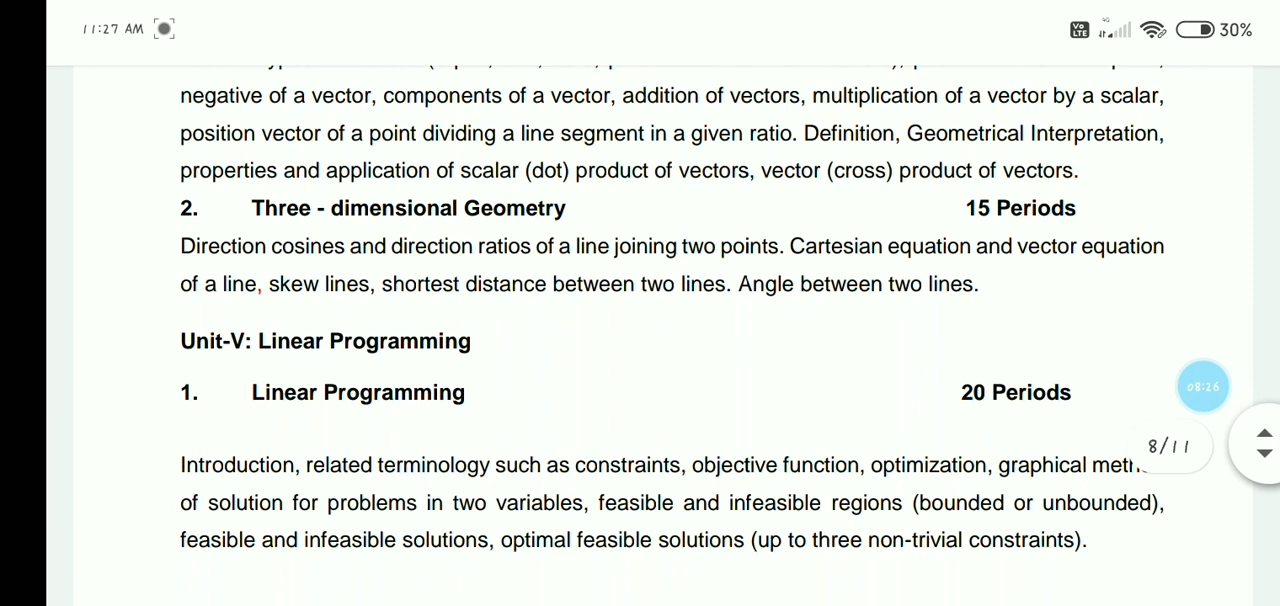 11:27 AM
Vo LTE 4G 30%
negative of a vector, components of a vector, addition of vectors, multiplication of a vector by a scalar,
position vector of a point dividing a line segment in a given ratio. Definition, Geometrical Interpretation,
properties and application of scalar (dot) product of vectors, vector (cross) product of vectors.
2. Three - dimensional Geometry 15 Periods
Direction cosines and direction ratios of a line joining two points. Cartesian equation and vector equation
of a line, skew lines, shortest distance between two lines. Angle between two lines.
Unit-V: Linear Programming
1. Linear Programming 20 Periods
08:26
8/11
Introduction, related terminology such as constraints, objective function, optimization, graphical
of solution for problems in two variables, feasible and infeasible regions (bounded or unbounded),
feasible and infeasible solutions, optimal feasible solutions (up to three non-trivial constraints).